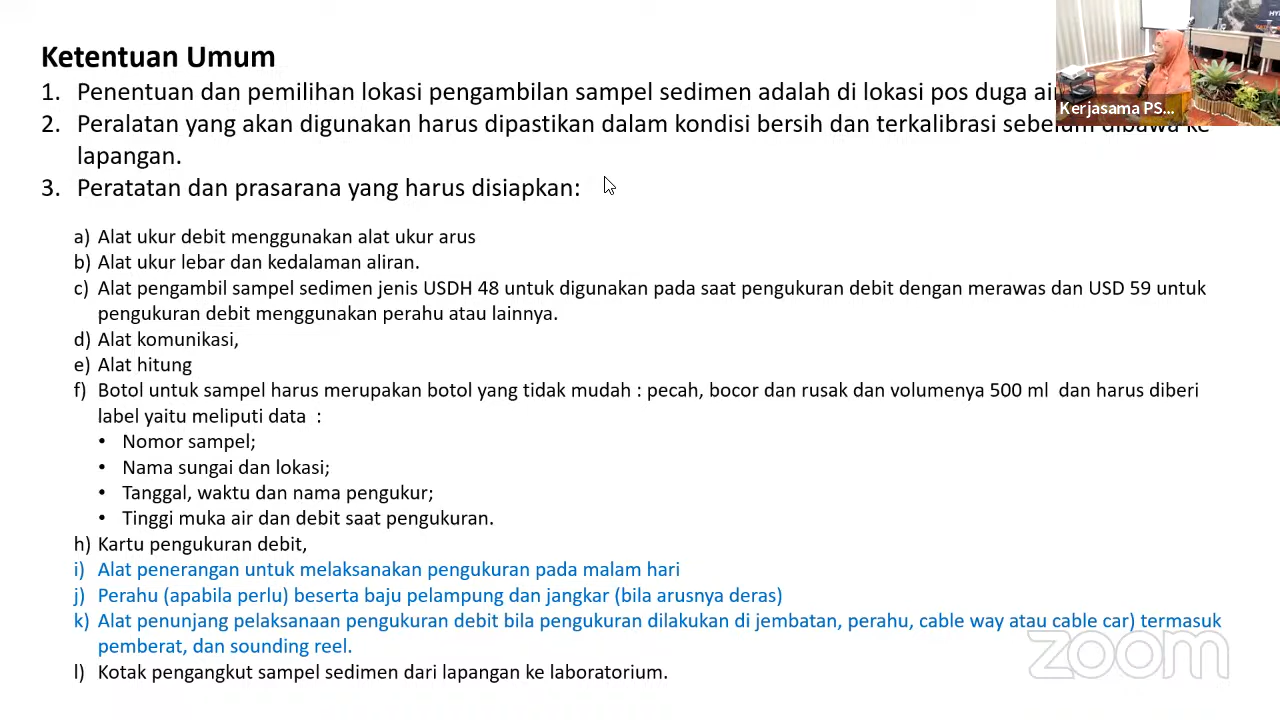 Ketentuan Umum
1. Penentuan dan pemilihan lokasi pengambilan sampel sedimen adalah di lokasi pos duga
2. Peralatan yang akan digunakan harus dipastikan dalam kondisi bersih dan terkalibrasi sebelum dibawa ke
lapangan.
3. Peratatan dan prasarana yang harus disiapkan:
a) Alat ukur debit menggunakan alat ukur arus
b) Alat ukur lebar dan kedalaman aliran.
c) Alat pengambil sampel sedimen jenis USDH 48 untuk digunakan pada saat pengukuran debit dengan merawas dan USD 59 untuk
pengukuran debit menggunakan perahu atau lainnya.
d) Alat komunikasi,
e) Alat hitung
f) Botol untuk sampel harus merupakan botol yang tidak mudah : pecah, bocor dan rusak dan volumenya 500 ml dan harus diberi
label yaitu meliputi data :
• Nomor sampel;
• Nama sungai dan lokasi;
• Tanggal, waktu dan nama pengukur;
• Tinggi muka air dan debit saat pengukuran.
h) Kartu pengukuran debit,
i) Alat penerangan untuk melaksanakan pengukuran pada malam hari
j) Perahu (apabila perlu) beserta baju pelampung dan jangkar (bila arusnya deras)
k) Alat penunjang pelaksanaan pengukuran debit bila pengukuran dilakukan di jembatan, perahu, cable way atau cable car) termasuk
pemberat, dan sounding reel.
l) Kotak pengangkut sampel sedimen dari lapangan ke laboratorium.
Kerjasama PS...
zoom